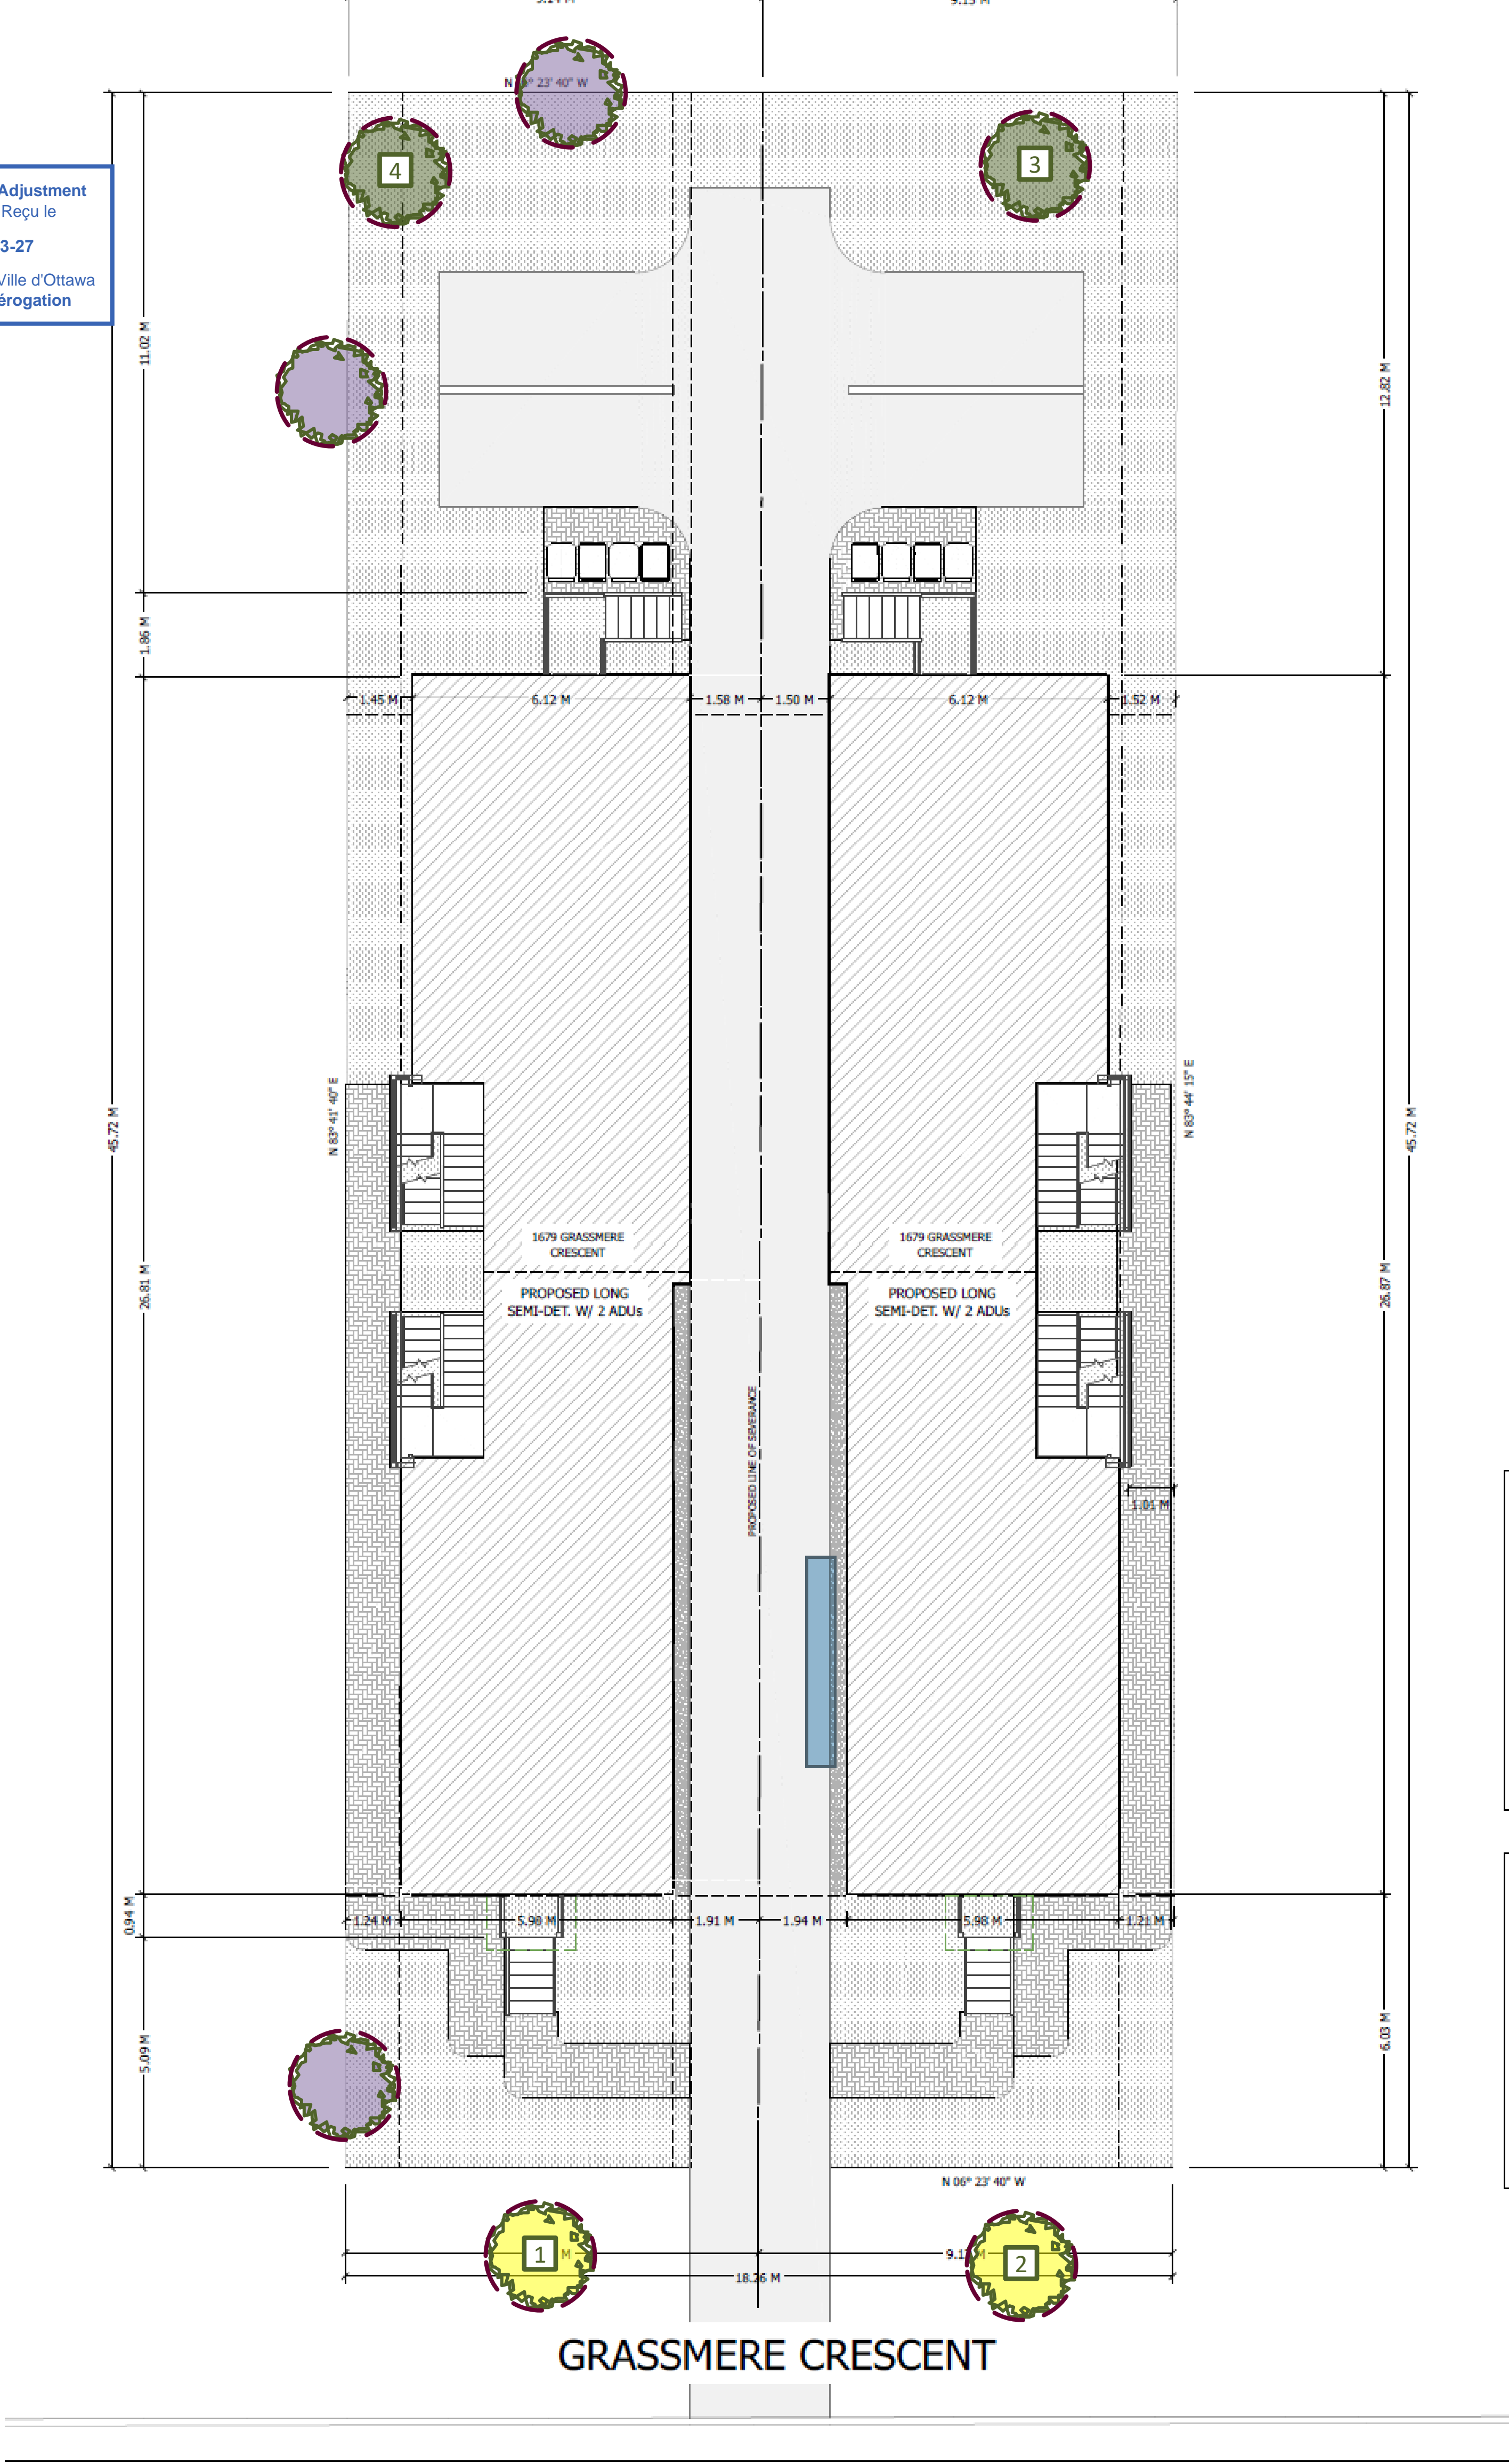 9.15 M
N 23' 40" W
4
3
Adjustment
Reçu le
3-27
Ville d'Ottawa
érogation
11.02 M
12.82 M
1.86 M
1.45 M
6.12 M
1.58 M
1.50 M
6.12 M
1.52 M
N 83° 41' 40" E
N 83° 44' 15" E
45.72 M
45.72 M
1679 GRASSMERE
CRESCENT
PROPOSED LONG
SEMI-DET. W/ 2 ADUs
1679 GRASSMERE
CRESCENT
PROPOSED LONG
SEMI-DET. W/ 2 ADUs
26.81 M
26.87 M
PROPOSED LINE OF SEVERANCE
1.01 M
0.94 M
1.24 M
5.98 M
1.91 M
1.94 M
5.98 M
1.21 M
5.09 M
6.03 M
N 06° 23' 40" W
1
M
2
18.26 M
GRASSMERE CRESCENT